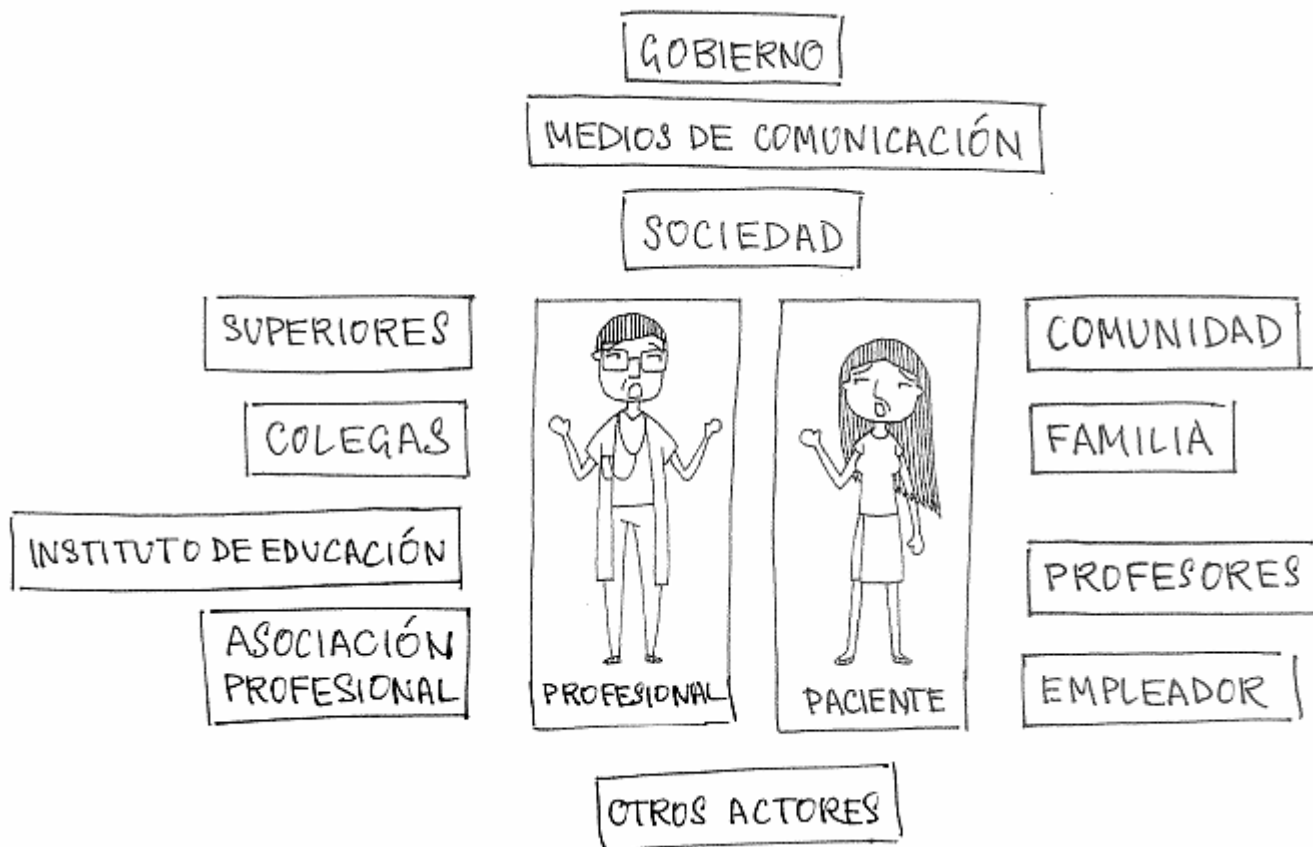 GOBIERNO
MEDIOS DE COMUNICACIÓN
SOCIEDAD
SUPERIORES
COLEGAS
INSTITUTO DE EDUCACIÓN
ASOCIACIÓN
PROFESIONAL
PROFESIONAL
PACIENTE
COMUNIDAD
FAMILIA
PROFESORES
EMPLEADOR
OTROS ACTORES